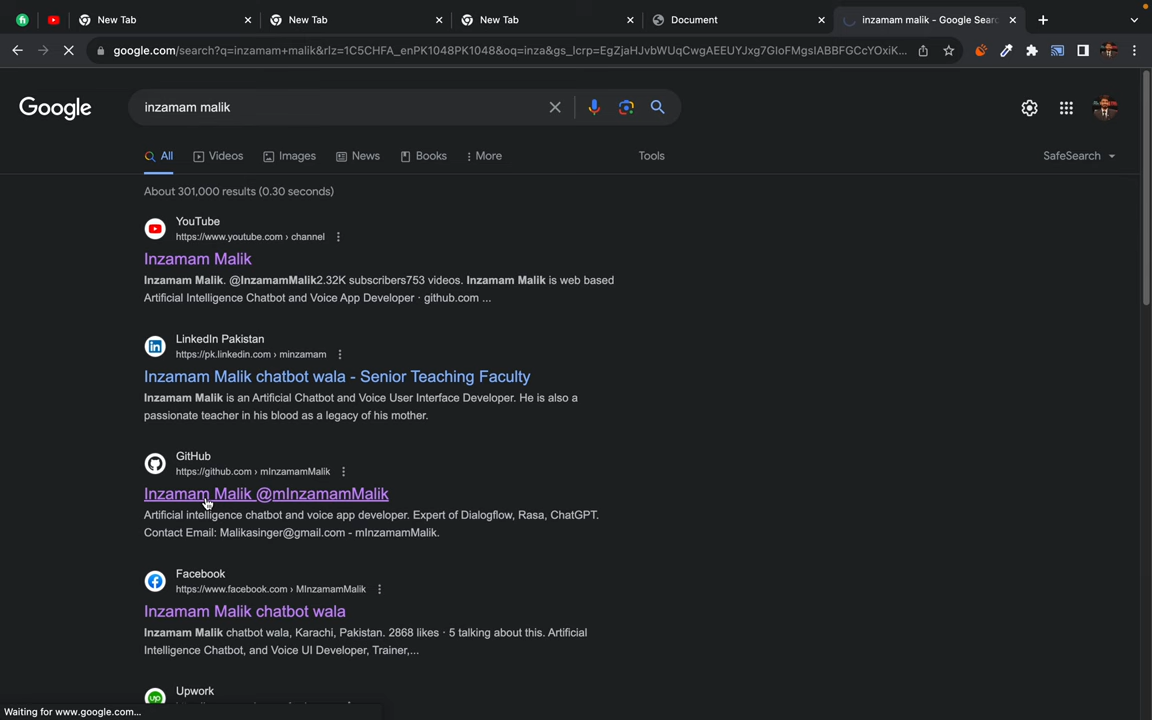 New Tab
New Tab
New Tab
Document
inzamam malik - Google Searc
google.com/search?q=inzamam+malik&rlz=1C5CHFA_enPK1048PK1048&oq=inza&gs_lcrp=EgZjaHJvbWUqCwgAEEUYJxg7GIoFMgsIABBFGCcYOxiK...
Google
inzamam malik
All
Videos
Images
News
Books
More
Tools
SafeSearch
About 301,000 results (0.30 seconds)
YouTube
https://www.youtube.com › channel
Inzamam Malik
Inzamam Malik. @InzamamMalik2.32K subscribers753 videos. Inzamam Malik is web based
Artificial Intelligence Chatbot and Voice App Developer · github.com ...
LinkedIn Pakistan
https://pk.linkedin.com › minzamam
Inzamam Malik chatbot wala - Senior Teaching Faculty
Inzamam Malik is an Artificial Chatbot and Voice User Interface Developer. He is also a
passionate teacher in his blood as a legacy of his mother.
GitHub
https://github.com › mInzamamMalik
Inzamam Malik @mInzamamMalik
Artificial intelligence chatbot and voice app developer. Expert of Dialogflow, Rasa, ChatGPT.
Contact Email: Malikasinger@gmail.com - mInzamamMalik.
Facebook
https://www.facebook.com › MInzamamMalik
Inzamam Malik chatbot wala
Inzamam Malik chatbot wala, Karachi, Pakistan. 2868 likes · 5 talking about this. Artificial
Intelligence Chatbot, and Voice UI Developer, Trainer,...
Upwork
up
Waiting for www.google.com...